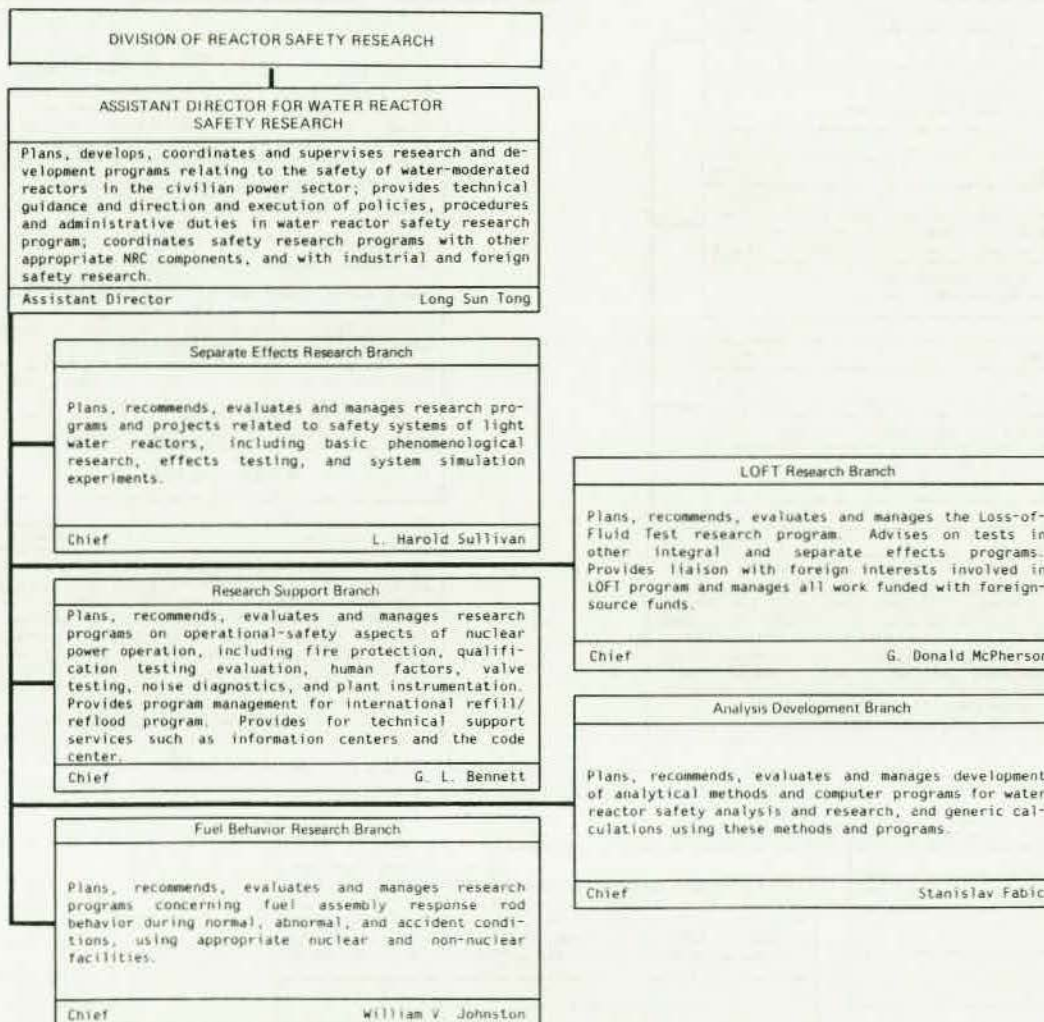 DIVISION OF REACTOR SAFETY RESEARCH
ASSISTANT DIRECTOR FOR WATER REACTOR
SAFETY RESEARCH
Plans, develops, coordinates and supervises research and de-
velopment programs relating to the safety of water-moderated
reactors in the civilian power sector; provides technical
guidance and direction and execution of policies, procedures
and administrative duties in water reactor safety research
program; coordinates safety research programs with other
appropriate NRC components, and with industrial and foreign
safety research.
Assistant Director Long Sun Tong
Separate Effects Research Branch
Plans, recommends, evaluates and manages research pro-
grams and projects related to safety systems of light
water reactors, including basic phenomenological
research, effects testing, and system simulation
experiments.
Chief L. Harold Sullivan
LOFT Research Branch
Plans, recommends, evaluates and manages the Loss-of-
Fluid Test research program. Advises on tests in
other integral and separate effects programs.
Provides liaison with foreign interests involved in
LOFT program and manages all work funded with foreign-
source funds.
Chief G. Donald McPherson
Research Support Branch
Plans, recommends, evaluates and manages research
programs on operational-safety aspects of nuclear
power operation, including fire protection, qualifi-
cation testing evaluation, human factors, valve
testing, noise diagnostics, and plant instrumentation.
Provides program management for international refill/
reflood program. Provides for technical support
services such as information centers and the code
center.
Chief G. L. Bennett
Analysis Development Branch
Plans, recommends, evaluates and manages development
of analytical methods and computer programs for water
reactor safety analysis and research, and generic cal-
culations using these methods and programs.
Chief Stanislav Fabic
Fuel Behavior Research Branch
Plans, recommends, evaluates and manages research
programs concerning fuel assembly response rod
behavior during normal, abnormal, and accident condi-
tions, using appropriate nuclear and non-nuclear
facilities.
Chief William V. Johnston